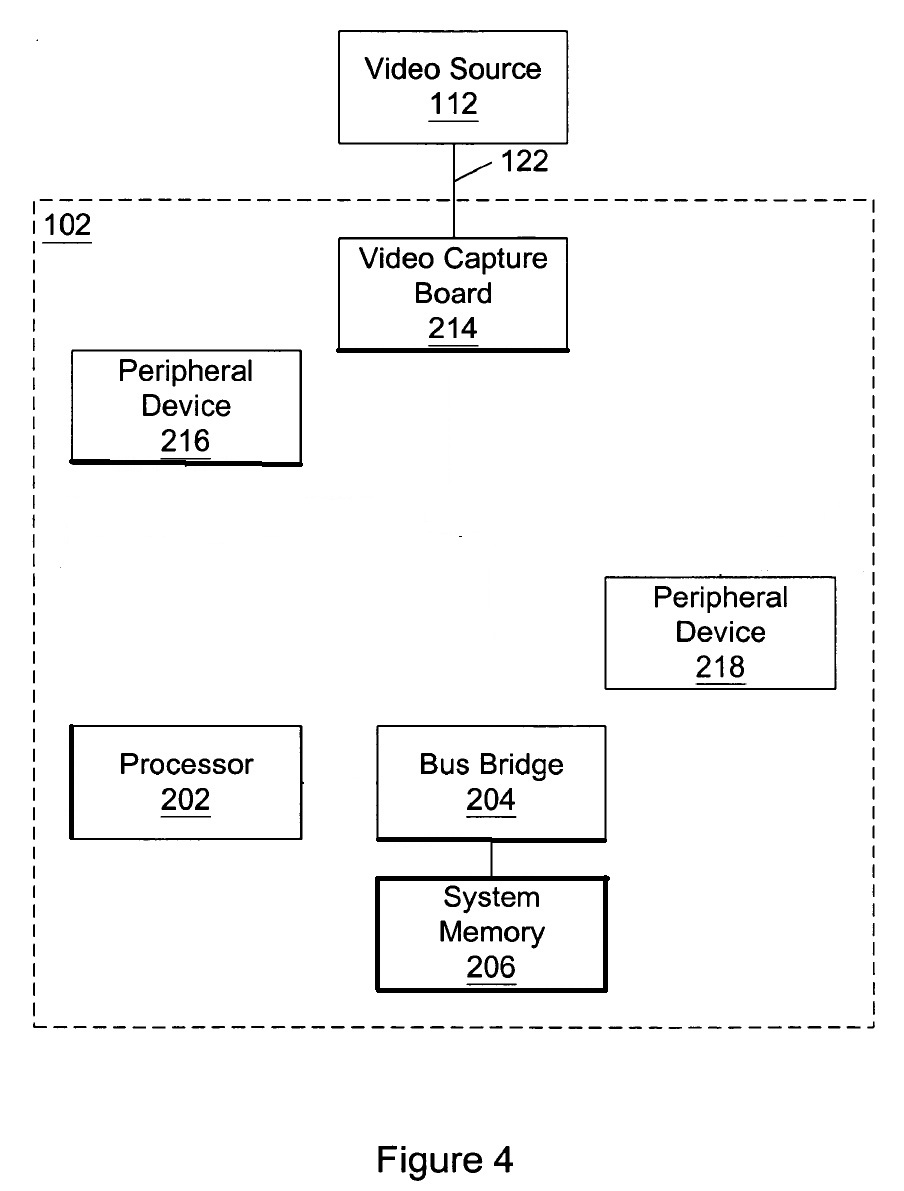 Video Source
112
122
102
Video Capture
Board
214
Peripheral
Device
216
Peripheral
Device
218
Processor
202
Bus Bridge
204
System
Memory
206
Figure 4